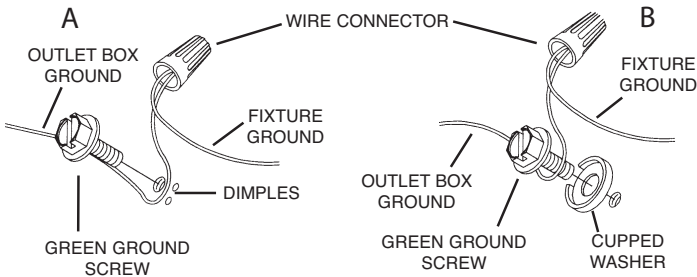 A
WIRE CONNECTOR
B
OUTLET BOX
GROUND
FIXTURE
GROUND
DIMPLES
GREEN GROUND
SCREW
FIXTURE
GROUND
OUTLET BOX
GROUND
GREEN GROUND
SCREW
CUPPED
WASHER